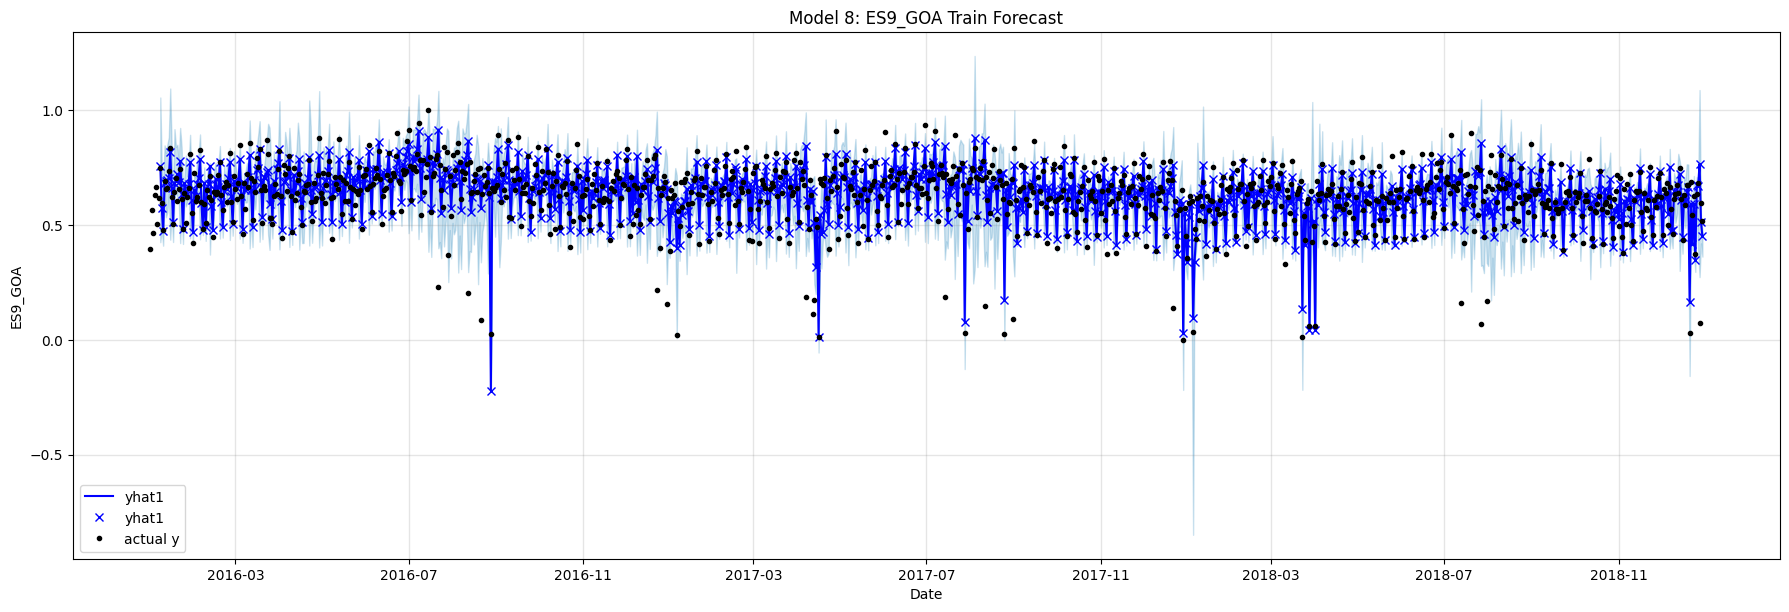 Model 8: ES9_GOA Train Forecast
ES9_GOA
1.0
0.5
0.0
−0.5
yhat1
yhat1
actual y
2016-03
2016-07
2016-11
2017-03
2017-07
2017-11
2018-03
2018-07
2018-11
Date